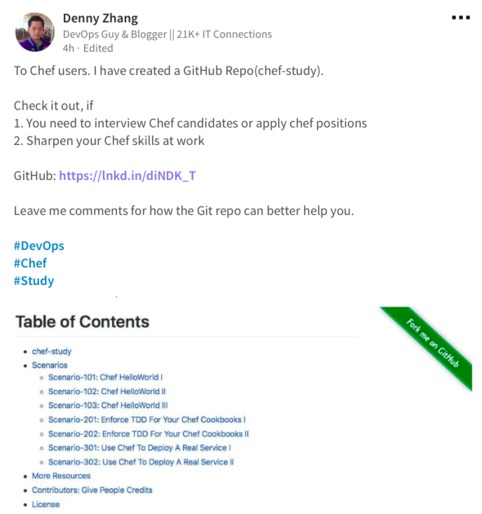 Denny Zhang
DevOps Guy & Blogger || 21K+ IT Connections
4h · Edited
To Chef users. I have created a GitHub Repo(chef-study).
Check it out, if
1. You need to interview Chef candidates or apply chef positions
2. Sharpen your Chef skills at work
GitHub: https://lnkd.in/diNDK_T
Leave me comments for how the Git repo can better help you.
#DevOps
#Chef
#Study
Fork me on GitHub
Table of Contents
chef-study
Scenarios
Scenario-101: Chef HelloWorld I
Scenario-102: Chef HelloWorld II
Scenario-103: Chef HelloWorld III
Scenario-201: Enforce TDD For Your Chef Cookbooks I
Scenario-202: Enforce TDD For Your Chef Cookbooks II
Scenario-301: Use Chef To Deploy A Real Service I
Scenario-302: Use Chef To Deploy A Real Service II
More Resources
Contributors: Give People Credits
License